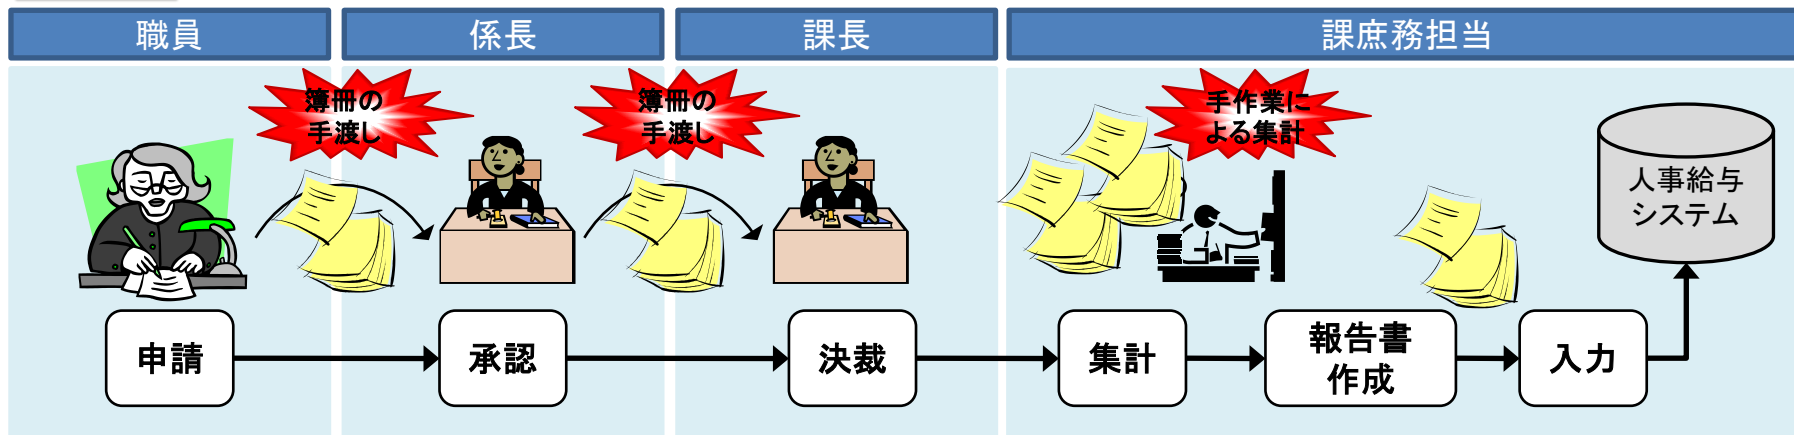 職員
係長
課長
課庶務担当
簿冊の
手渡し
簿冊の
手渡し
手作業に
よる集計
人事給与
システム
申請
承認
決裁
集計
報告書
作成
入力